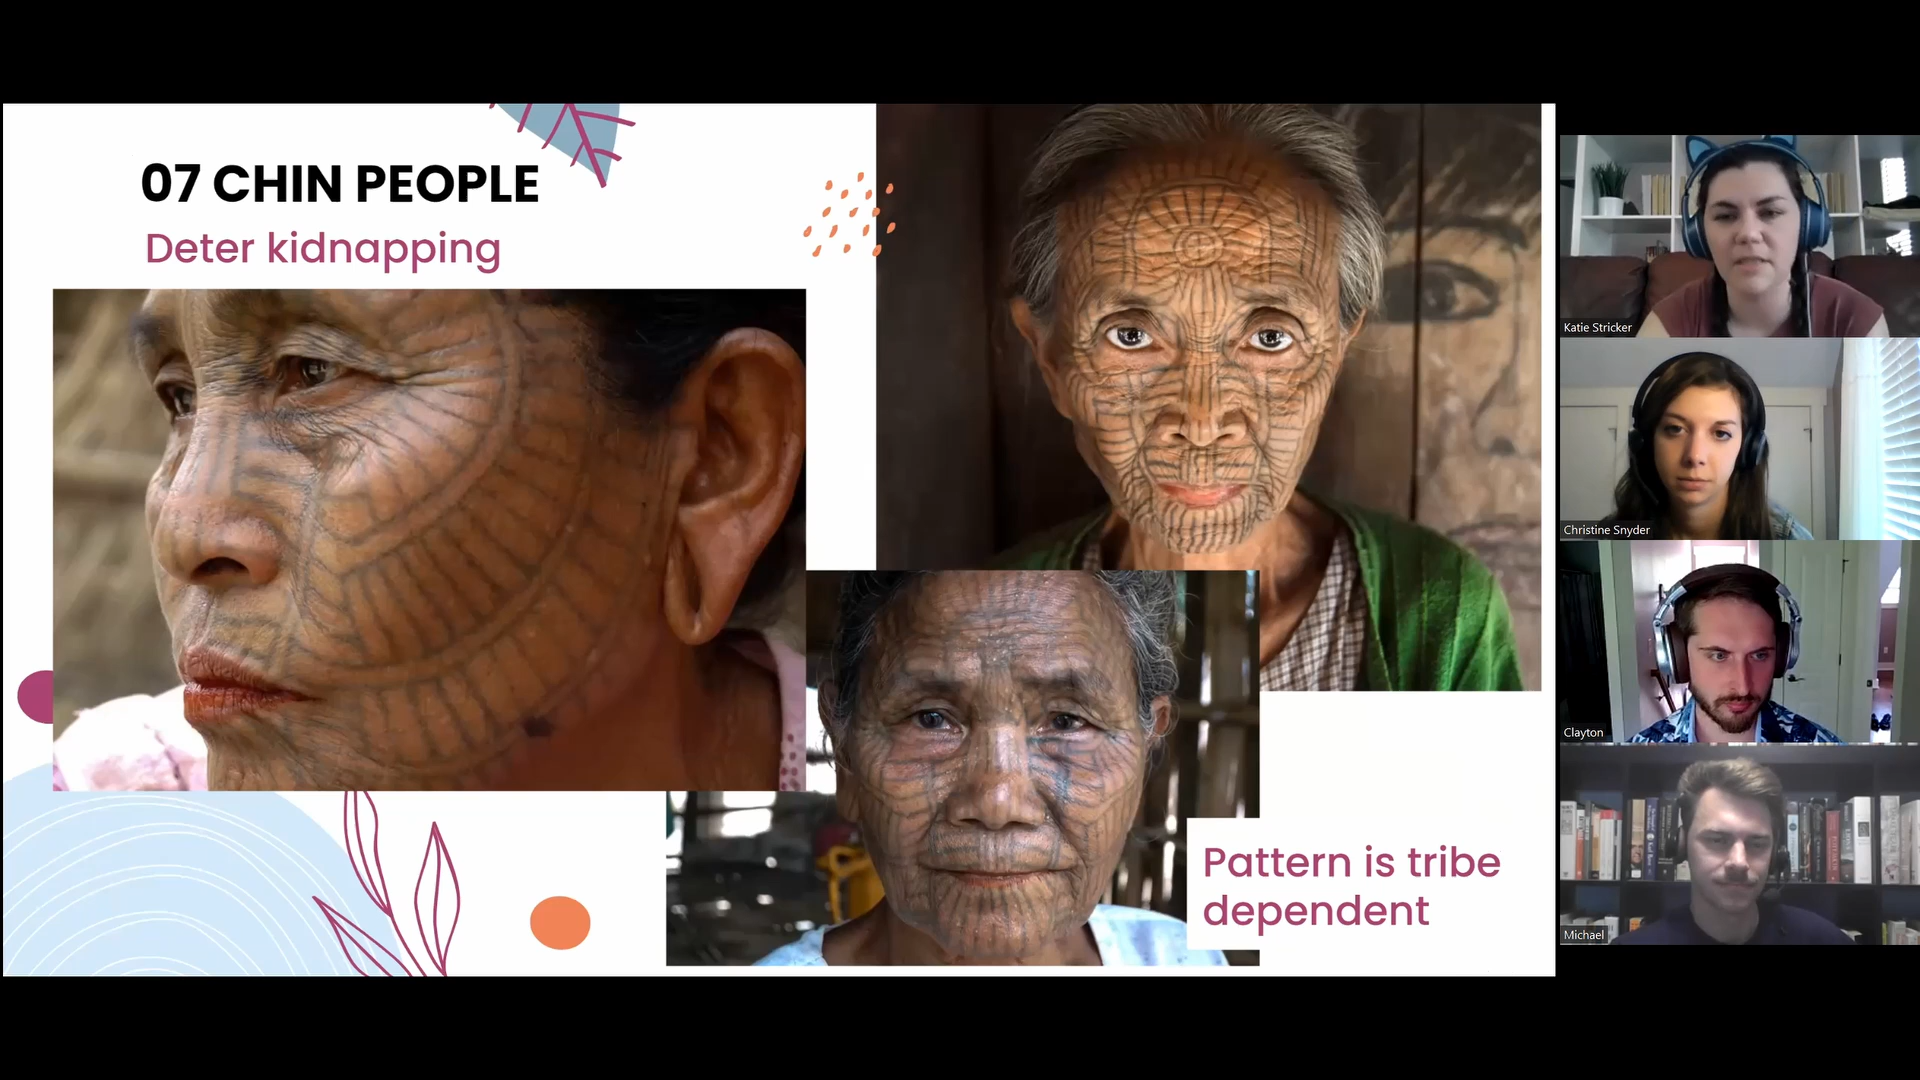 07 CHIN PEOPLE
Deter kidnapping
Pattern is tribe
dependent
Katie Stricker
Christine Snyder
Clayton
Michael